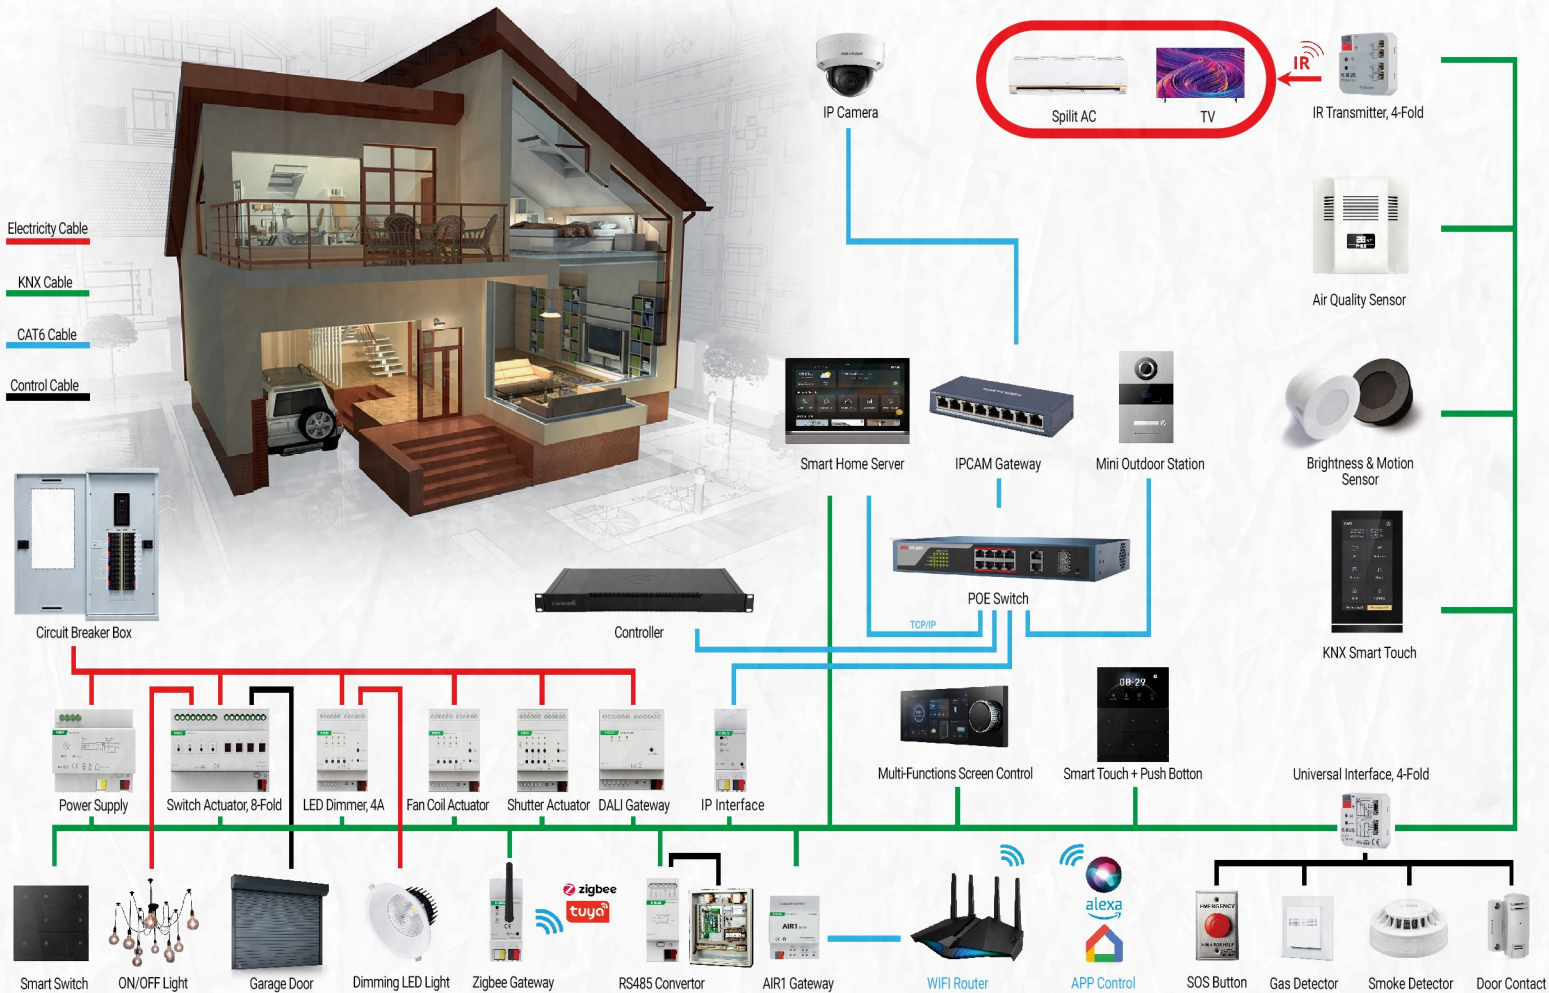 IP Camera
Spilit AC
TV
IR
IR Transmitter, 4-Fold
Electricity Cable
KNX Cable
CAT6 Cable
Control Cable
Air Quality Sensor
Smart Home Server
IPCAM Gateway
Mini Outdoor Station
Brightness & Motion
Sensor
Circuit Breaker Box
Controller
POE Switch
TCP/IP
KNX Smart Touch
08:29
Power Supply
Switch Actuator, 8-Fold
LED Dimmer, 4A
Fan Coil Actuator
Shutter Actuator
DALI Gateway
IP Interface
Multi-Functions Screen Control
Smart Touch + Push Botton
Universal Interface, 4-Fold
zigbee
tuya
AIR1
alexa
EMERGENCY
Smart Switch
ON/OFF Light
Garage Door
Dimming LED Light
Zigbee Gateway
RS485 Convertor
AIR1 Gateway
WIFI Router
APP Control
SOS Button
Gas Detector
Smoke Detector
Door Contact